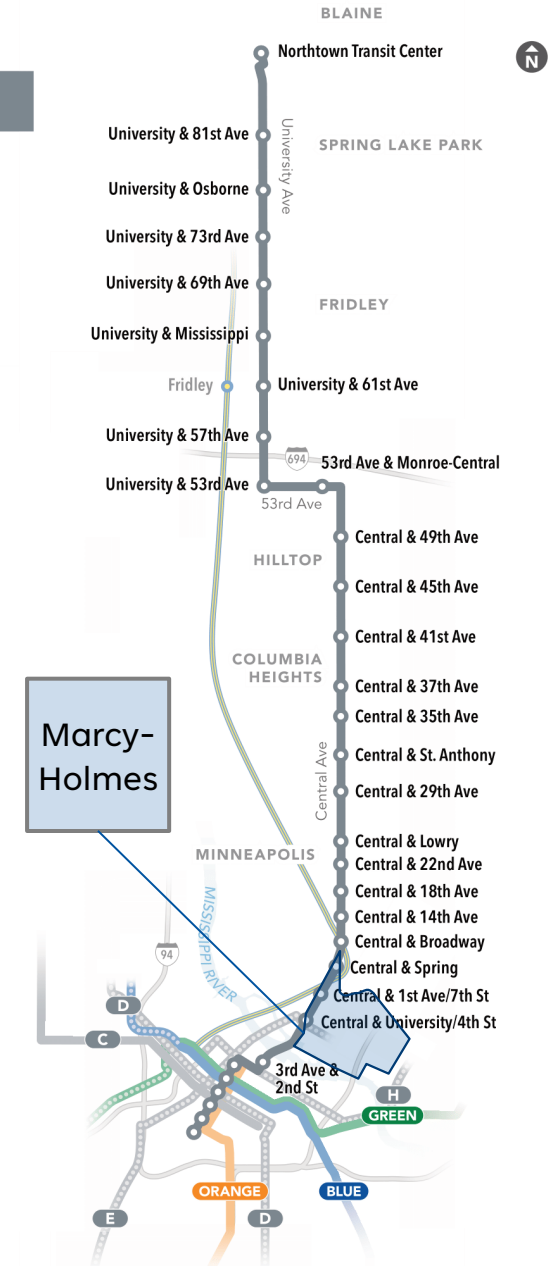 BLAINE
Northtown Transit Center
N
University & 81st Ave
University Ave
SPRING LAKE PARK
University & Osborne
University & 73rd Ave
University & 69th Ave
FRIDLEY
University & Mississippi
Fridley
University & 61st Ave
University & 57th Ave
694
53rd Ave & Monroe-Central
University & 53rd Ave
53rd Ave
Central & 49th Ave
HILLTOP
Central & 45th Ave
Central & 41st Ave
COLUMBIA
HEIGHTS
Central & 37th Ave
Central & 35th Ave
Marcy-
Holmes
Central Ave
Central & St. Anthony
Central & 29th Ave
Central & Lowry
MINNEAPOLIS
Central & 22nd Ave
Central & 18th Ave
Central & 14th Ave
Central & Broadway
MISSISSIPPI RIVER
94
Central & Spring
Central & 1st Ave/7th St
D
Central & University/4th St
C
3rd Ave &
2nd St
H
GREEN
ORANGE
BLUE
E
D